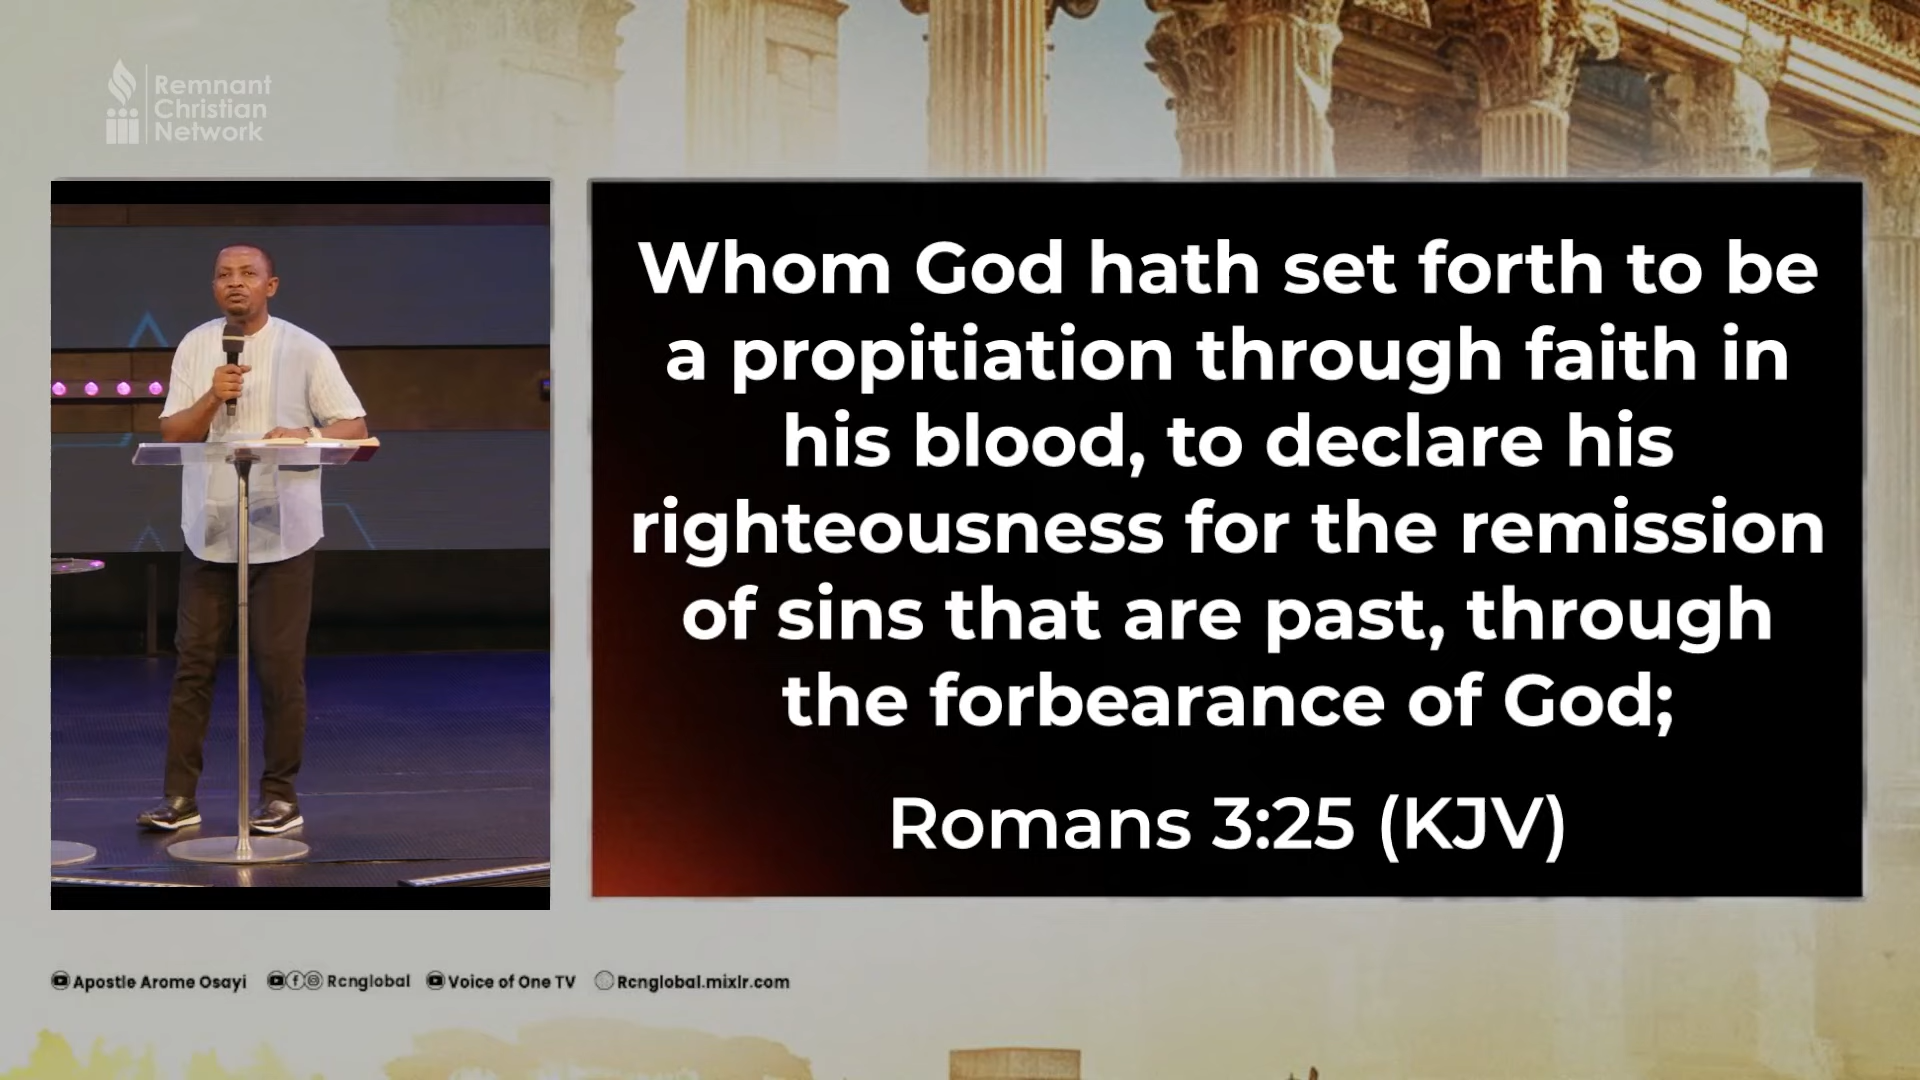 Remnant
Christian
Network
Whom God hath set forth to be
a propitiation through faith in
his blood, to declare his
righteousness for the remission
of sins that are past, through
the forbearance of God;
Romans 3:25 (KJV)
Apostle Arome Osayi Rcnglobal Voice of One TV Rcnglobal.mixlr.com